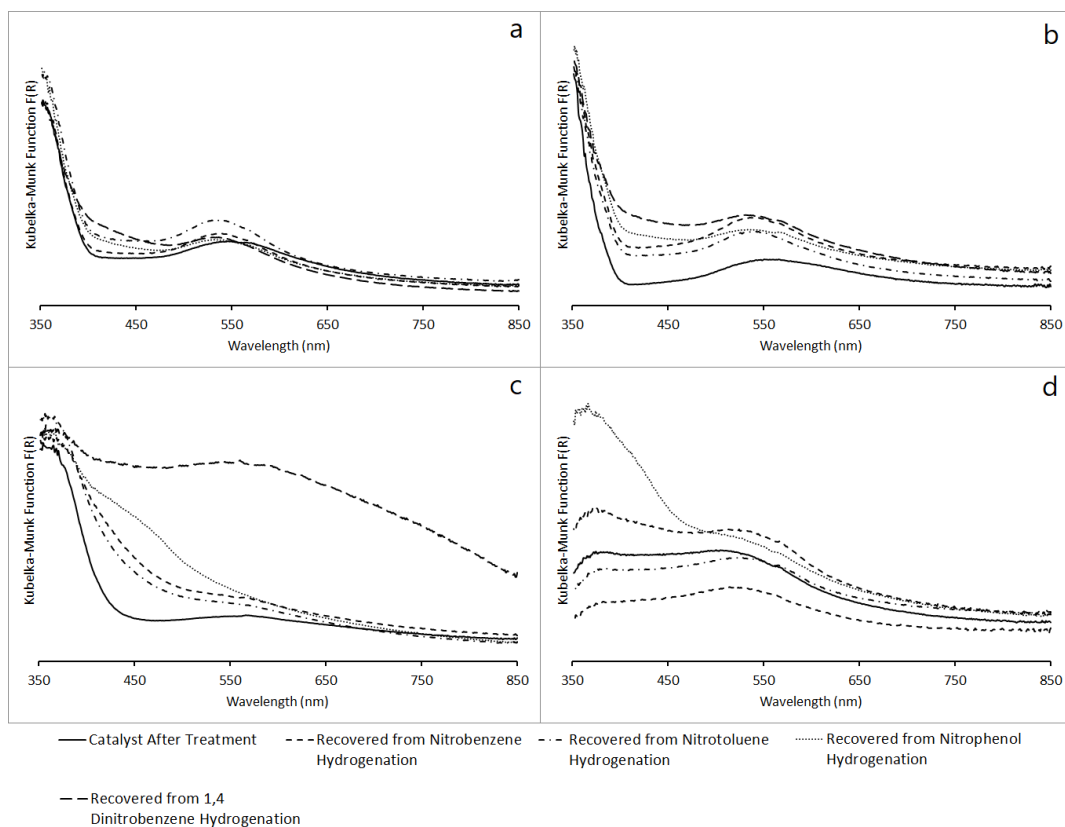 a
Kubelka-Munk Function F(R)
350 450 550 650 750 850
Wavelength (nm)
b
Kubelka-Munk Function F(R)
350 450 550 650 750 850
Wavelength (nm)
c
Kubelka-Munk Function F(R)
350 450 550 650 750 850
Wavelength (nm)
d
Kubelka-Munk Function F(R)
350 450 550 650 750 850
Wavelength (nm)
Catalyst After Treatment
Recovered from Nitrobenzene
Hydrogenation
Recovered from Nitrotoluene
Hydrogenation
Recovered from Nitrophenol
Hydrogenation
Recovered from 1,4
Dinitrobenzene Hydrogenation